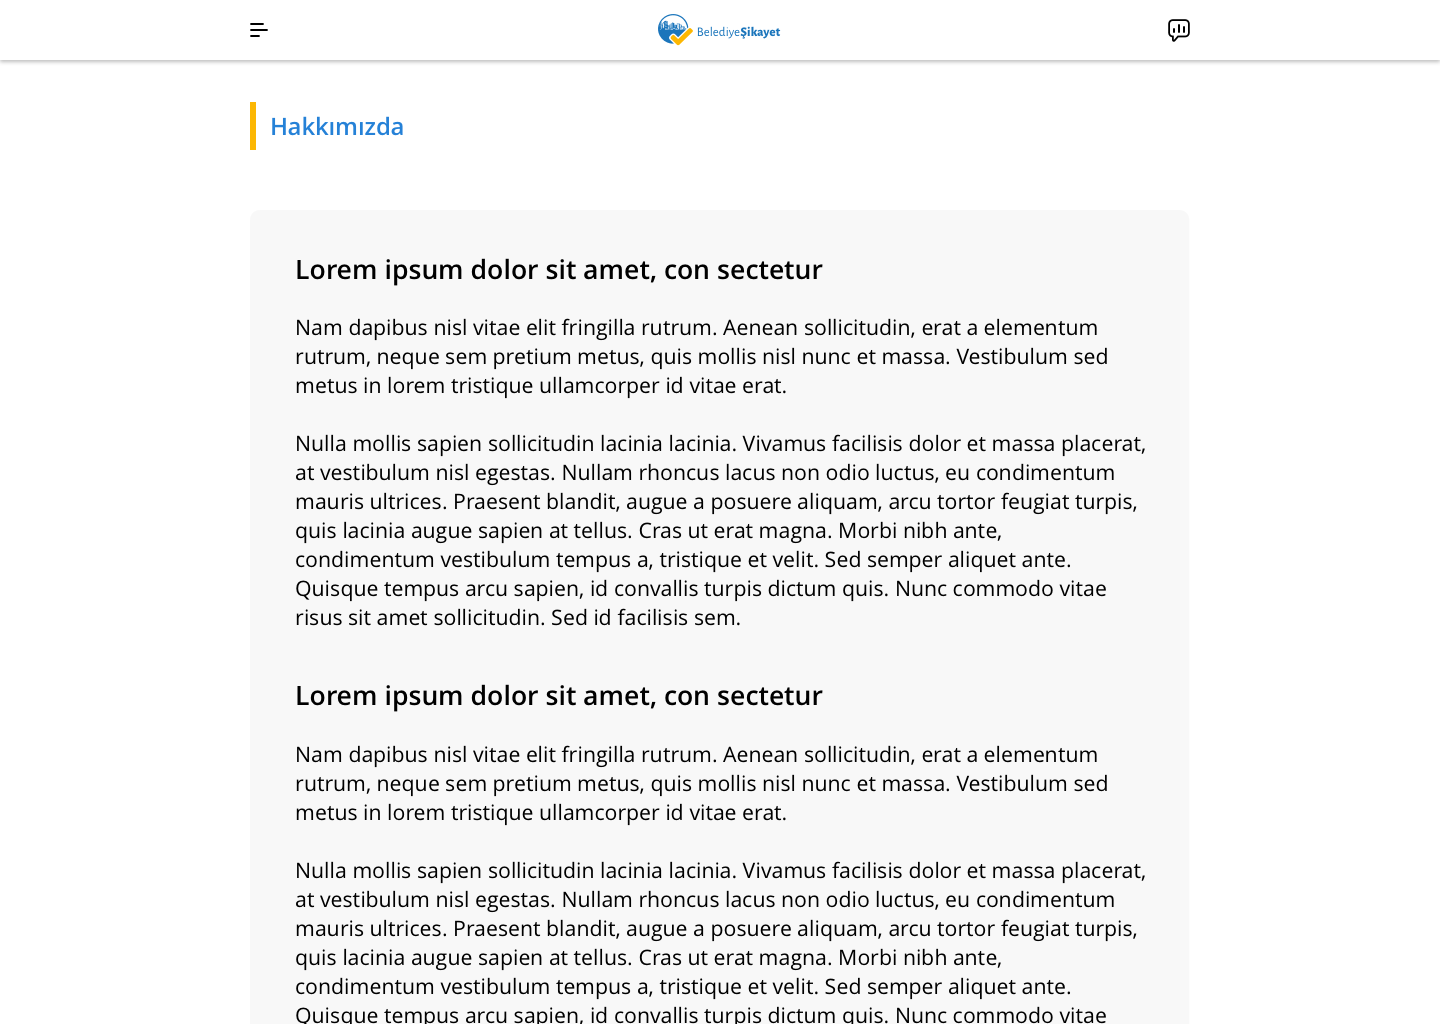 BelediyeŞikayet
Hakkımızda
Lorem ipsum dolor sit amet, con sectetur
Nam dapibus nisl vitae elit fringilla rutrum. Aenean sollicitudin, erat a elementum
rutrum, neque sem pretium metus, quis mollis nisl nunc et massa. Vestibulum sed
metus in lorem tristique ullamcorper id vitae erat.
Nulla mollis sapien sollicitudin lacinia lacinia. Vivamus facilisis dolor et massa placerat,
at vestibulum nisl egestas. Nullam rhoncus lacus non odio luctus, eu condimentum
mauris ultrices. Praesent blandit, augue a posuere aliquam, arcu tortor feugiat turpis,
quis lacinia augue sapien at tellus. Cras ut erat magna. Morbi nibh ante,
condimentum vestibulum tempus a, tristique et velit. Sed semper aliquet ante.
Quisque tempus arcu sapien, id convallis turpis dictum quis. Nunc commodo vitae
risus sit amet sollicitudin. Sed id facilisis sem.
Lorem ipsum dolor sit amet, con sectetur
Nam dapibus nisl vitae elit fringilla rutrum. Aenean sollicitudin, erat a elementum
rutrum, neque sem pretium metus, quis mollis nisl nunc et massa. Vestibulum sed
metus in lorem tristique ullamcorper id vitae erat.
Nulla mollis sapien sollicitudin lacinia lacinia. Vivamus facilisis dolor et massa placerat,
at vestibulum nisl egestas. Nullam rhoncus lacus non odio luctus, eu condimentum
mauris ultrices. Praesent blandit, augue a posuere aliquam, arcu tortor feugiat turpis,
quis lacinia augue sapien at tellus. Cras ut erat magna. Morbi nibh ante,
condimentum vestibulum tempus a, tristique et velit. Sed semper aliquet ante.
Quisque tempus arcu sapien, id convallis turpis dictum quis. Nunc commodo vitae